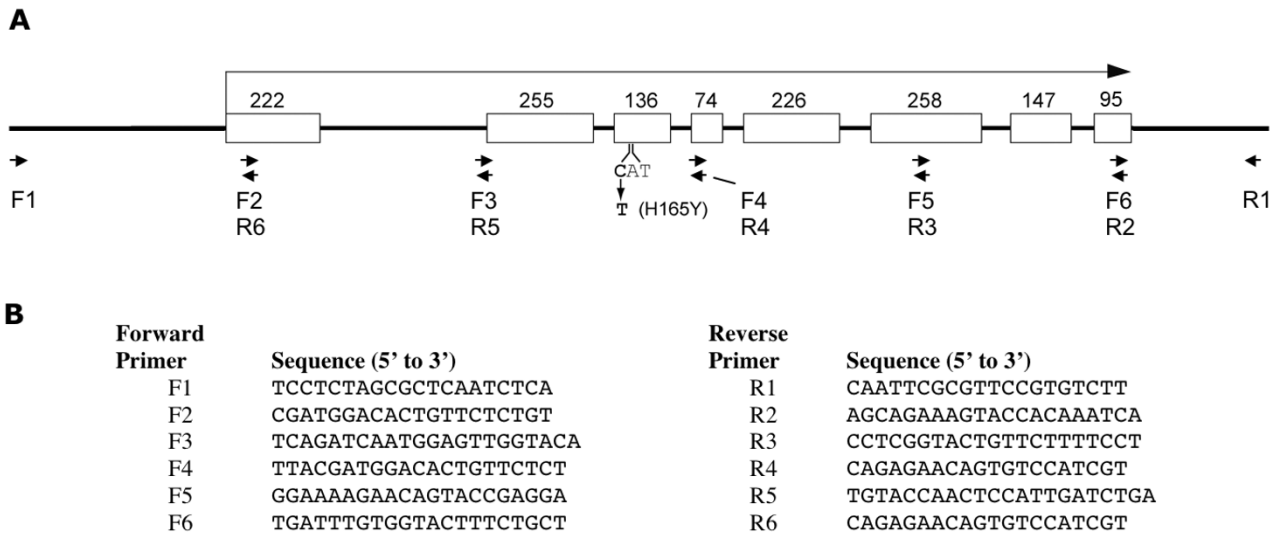 A
222 255 136 74 226 258 147 95
CAT
F1 F2 F3 T (H165Y) F4 F5 F6 R1
R6 R5 R4 R3 R2
B
Forward Reverse
Primer Sequence (5’ to 3’) Primer Sequence (5’ to 3’)
F1 TCCTCTAGCGCTCAATCTCA R1 CAATTCGCGTTCCGTGTCTT
F2 CGATGGACACTGTTCTCTGT R2 AGCAGAAAGTACCACAAATCA
F3 TCAGATCAATGGAGTTGGTACA R3 CCTCGGTACTGTTCTTTTCCT
F4 TTACGATGGACACTGTTCTCT R4 CAGAGAACAGTGTCCATCGT
F5 GGAAAAGAACAGTACCGAGGA R5 TGTACCAACTCCATTGATCTGA
F6 TGATTTGTGGTACTTTCTGCT R6 CAGAGAACAGTGTCCATCGT